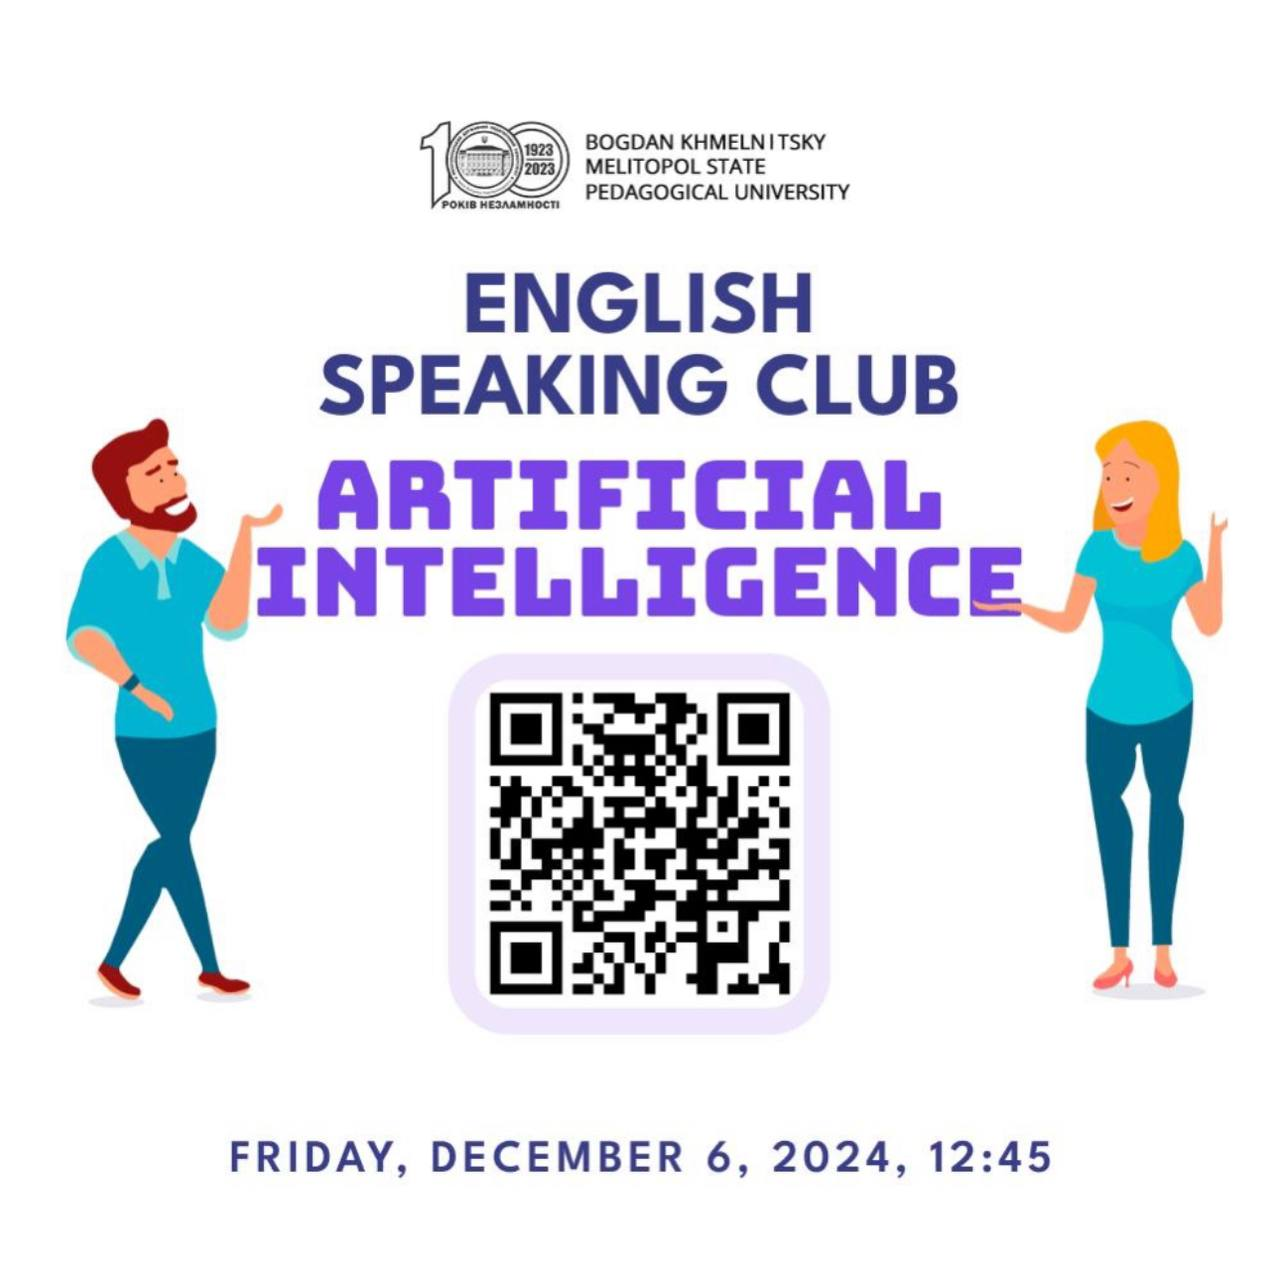 100
1923
2023
РОКІВ НЕЗЛАМНОСТІ
BOGDAN KHMELNITSKY
MELITOPOL STATE
PEDAGOGICAL UNIVERSITY
ENGLISH
SPEAKING CLUB
ARTIFICIAL
INTELLIGENCE
FRIDAY, DECEMBER 6, 2024, 12:45